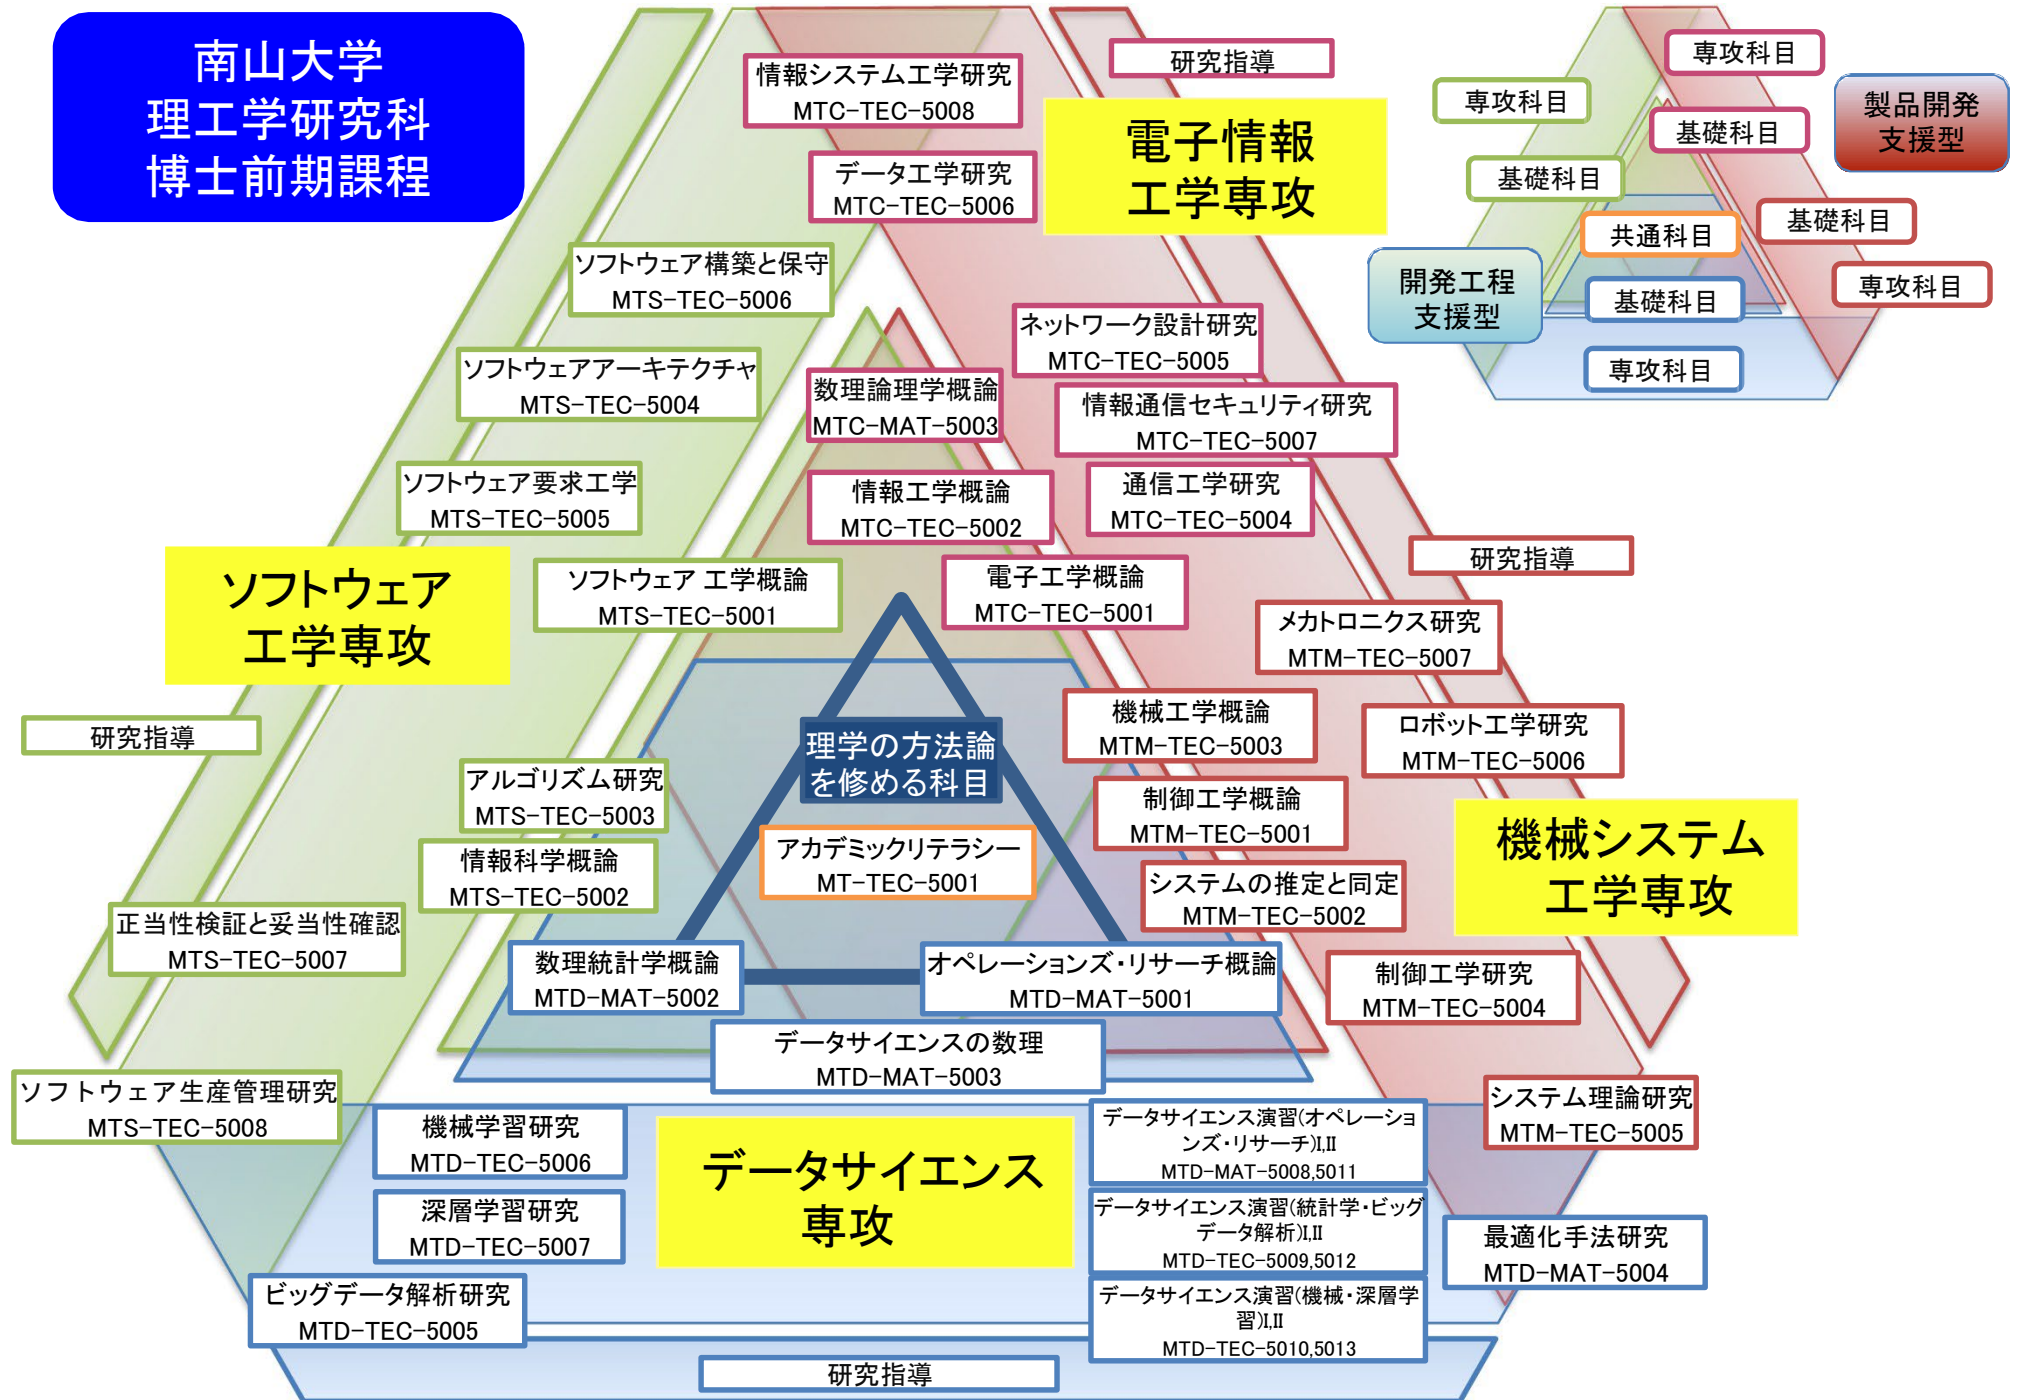 南山大学
理工学研究科
博士前期課程
情報システム工学研究
MTC-TEC-5008
研究指導
データ工学研究
MTC-TEC-5006
電子情報
工学専攻
専攻科目
専攻科目
基礎科目
基礎科目
共通科目
基礎科目
基礎科目
専攻科目
専攻科目
製品開発
支援型
開発工程
支援型
ソフトウェア構築と保守
MTS-TEC-5006
ソフトウェアアーキテクチャ
MTS-TEC-5004
ネットワーク設計研究
MTC-TEC-5005
数理論理学概論
MTC-MAT-5003
情報通信セキュリティ研究
MTC-TEC-5007
ソフトウェア要求工学
MTS-TEC-5005
情報工学概論
MTC-TEC-5002
通信工学研究
MTC-TEC-5004
研究指導
ソフトウェア
工学専攻
ソフトウェア 工学概論
MTS-TEC-5001
電子工学概論
MTC-TEC-5001
メカトロニクス研究
MTM-TEC-5007
研究指導
理学の方法論
を修める科目
機械工学概論
MTM-TEC-5003
ロボット工学研究
MTM-TEC-5006
アルゴリズム研究
MTS-TEC-5003
制御工学概論
MTM-TEC-5001
機械システム
工学専攻
情報科学概論
MTS-TEC-5002
アカデミックリテラシー
MT-TEC-5001
システムの推定と同定
MTM-TEC-5002
正当性検証と妥当性確認
MTS-TEC-5007
数理統計学概論
MTD-MAT-5002
オペレーションズ・リサーチ概論
MTD-MAT-5001
制御工学研究
MTM-TEC-5004
データサイエンスの数理
MTD-MAT-5003
ソフトウェア生産管理研究
MTS-TEC-5008
システム理論研究
MTM-TEC-5005
機械学習研究
MTD-TEC-5006
データサイエンス
専攻
データサイエンス演習(オペレーショ
ンズ・リサーチ)I,II
MTD-MAT-5008,5011
深層学習研究
MTD-TEC-5007
データサイエンス演習(統計学・ビッグ
データ解析)I,II
MTD-TEC-5009,5012
最適化手法研究
MTD-MAT-5004
ビッグデータ解析研究
MTD-TEC-5005
データサイエンス演習(機械・深層学
習)I,II
MTD-TEC-5010,5013
研究指導